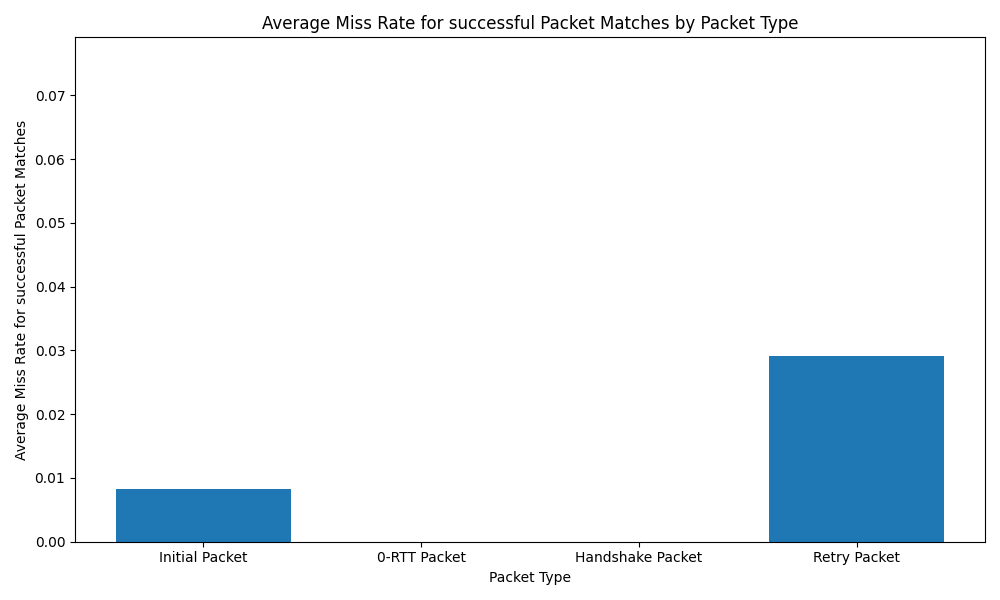 Average Miss Rate for successful Packet Matches by Packet Type
Average Miss Rate for successful Packet Matches
0.07
0.06
0.05
0.04
0.03
0.02
0.01
0.00
Initial Packet
0-RTT Packet
Handshake Packet
Retry Packet
Packet Type